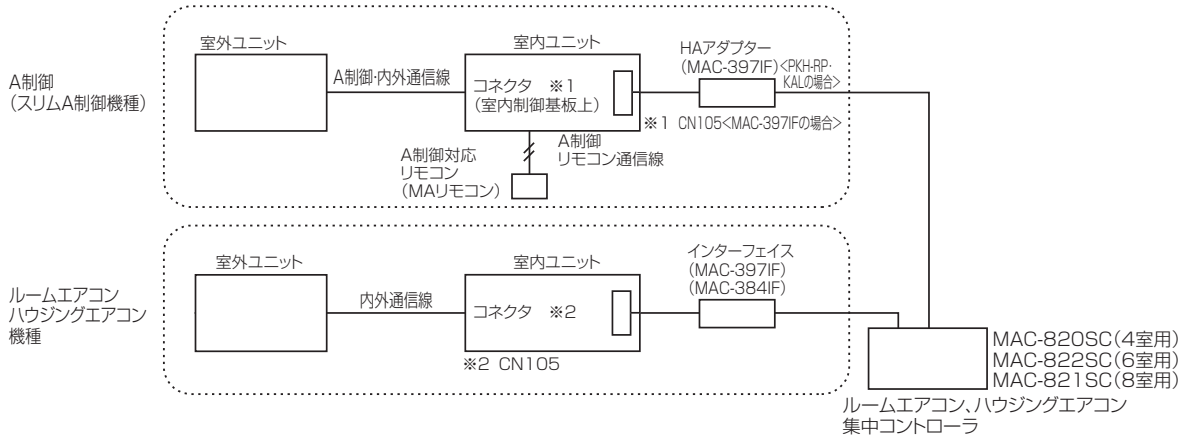 A制御
（スリムA制御機種）
室外ユニット
A制御・内外通信線
室内ユニット
コネクタ ※1
（室内制御基板上）
HAアダプター
（MAC-397IF）<PKH-RP・
KALの場合>
※1 CN105<MAC-397IFの場合>
A制御対応
リモコン
（MAリモコン）
A制御
リモコン通信線
ルームエアコン
ハウジングエアコン
機種
室外ユニット
内外通信線
室内ユニット
コネクタ ※2
※2 CN105
インターフェイス
（MAC-397IF）
（MAC-384IF）
MAC-820SC（4室用）
MAC-822SC（6室用）
MAC-821SC（8室用）
ルームエアコン、ハウジングエアコン
集中コントローラ